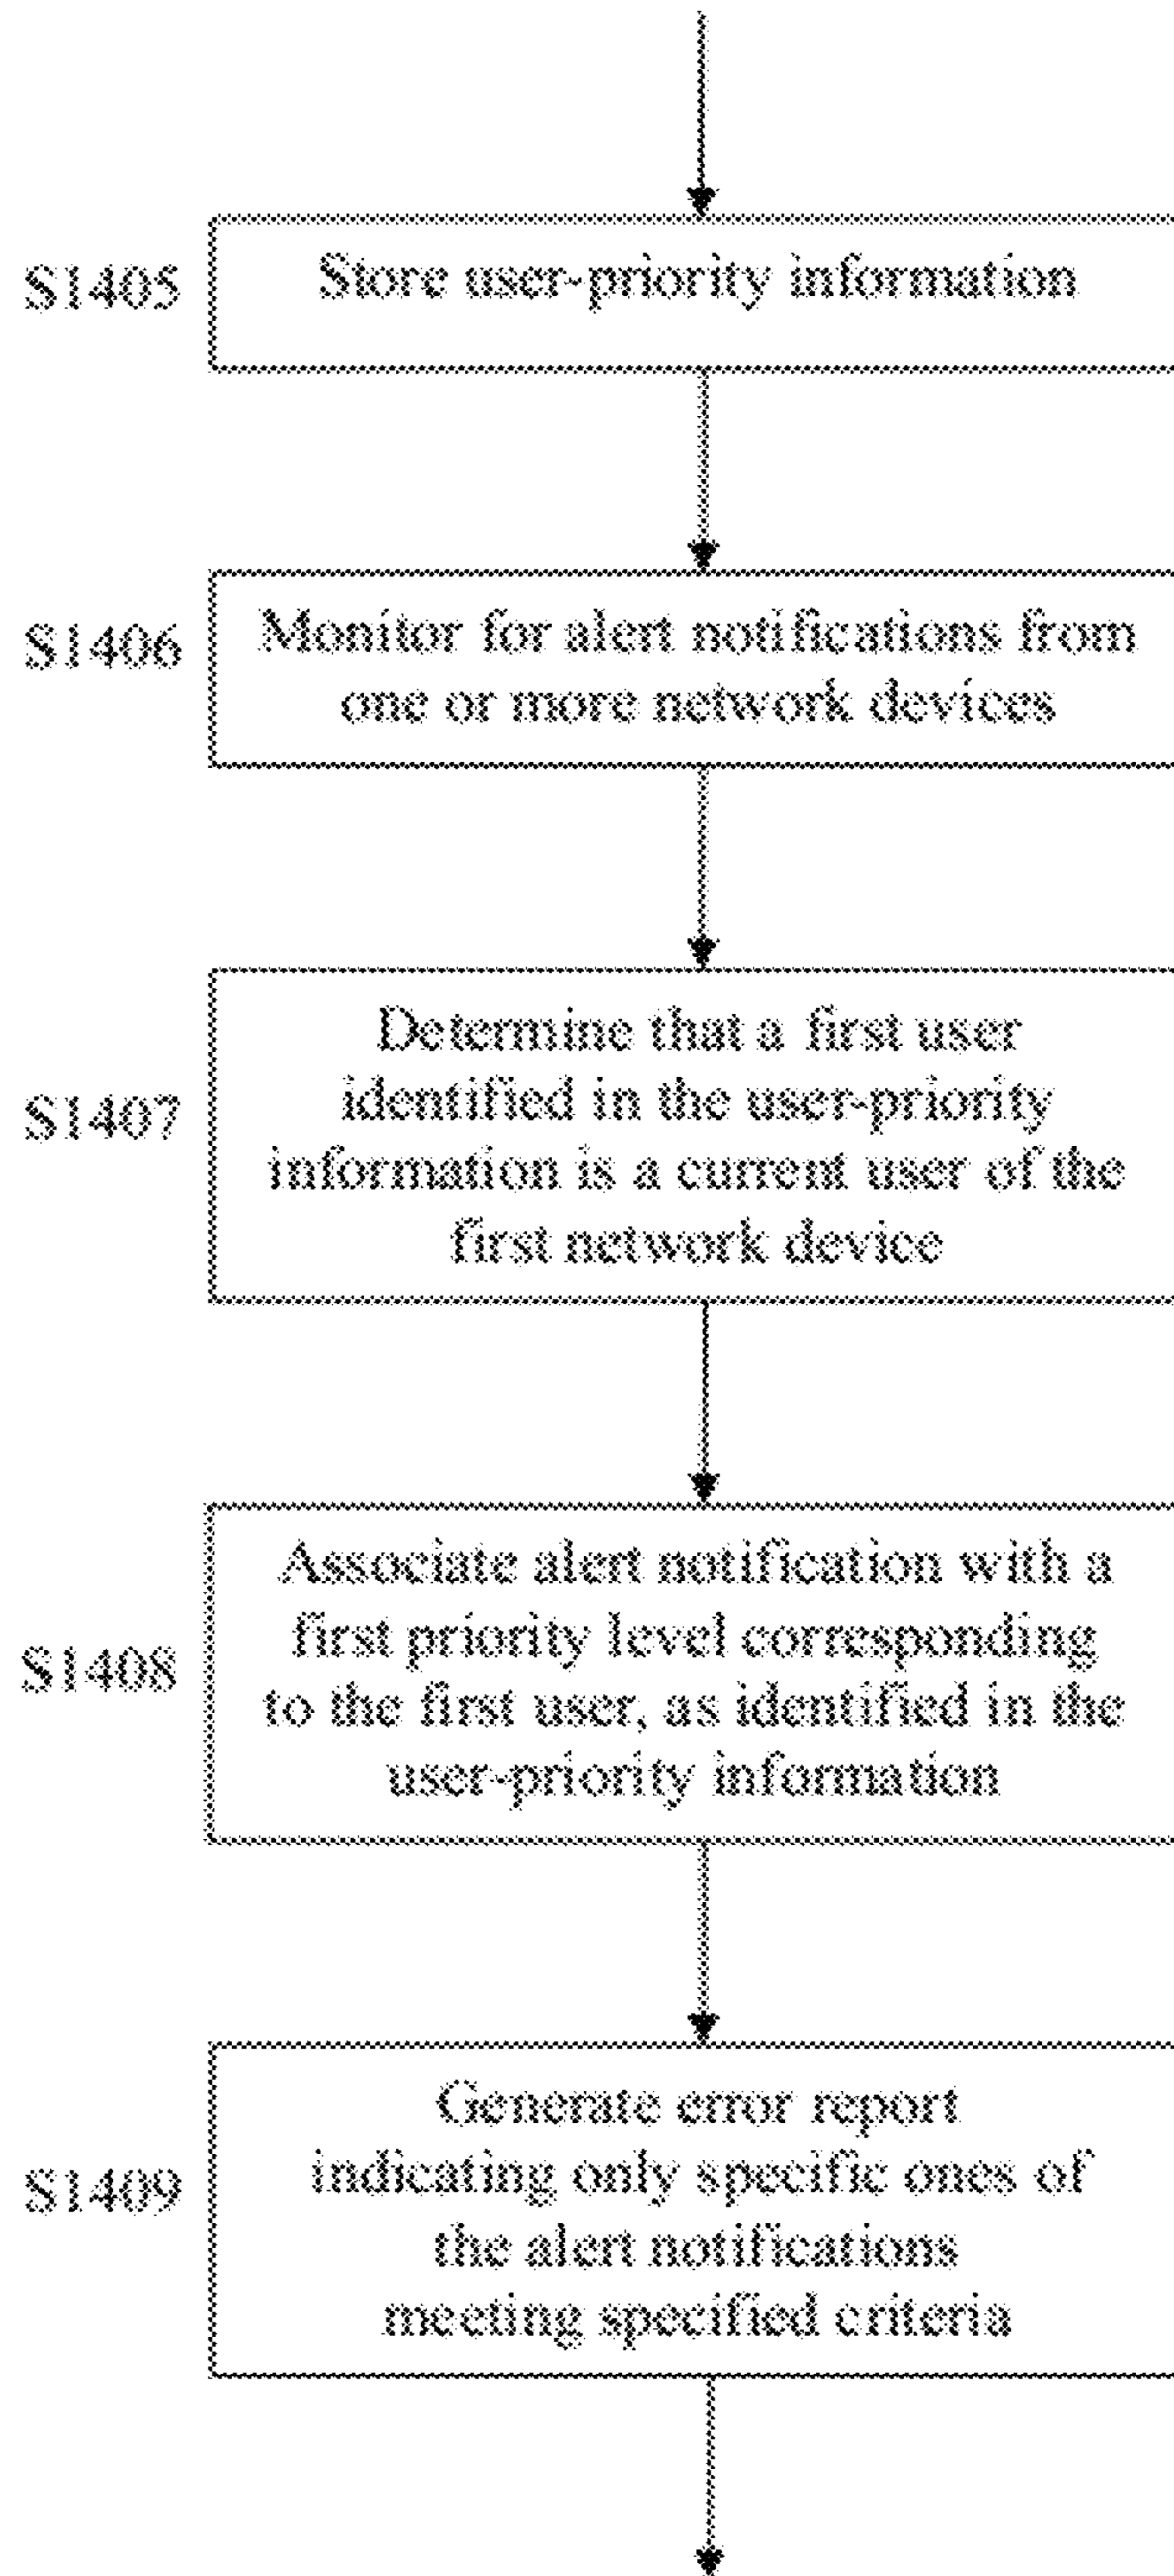 S1405
Store user-priority information
S1406
Monitor for alert notifications from
one or more network devices
S1407
Determine that a first user
identified in the user-priority
information is a current user of the
first network device
S1408
Associate alert notification with a
first priority level corresponding
to the first user, as identified in the
user-priority information
S1409
Generate error report
indicating only specific ones of
the alert notifications
meeting specified criteria